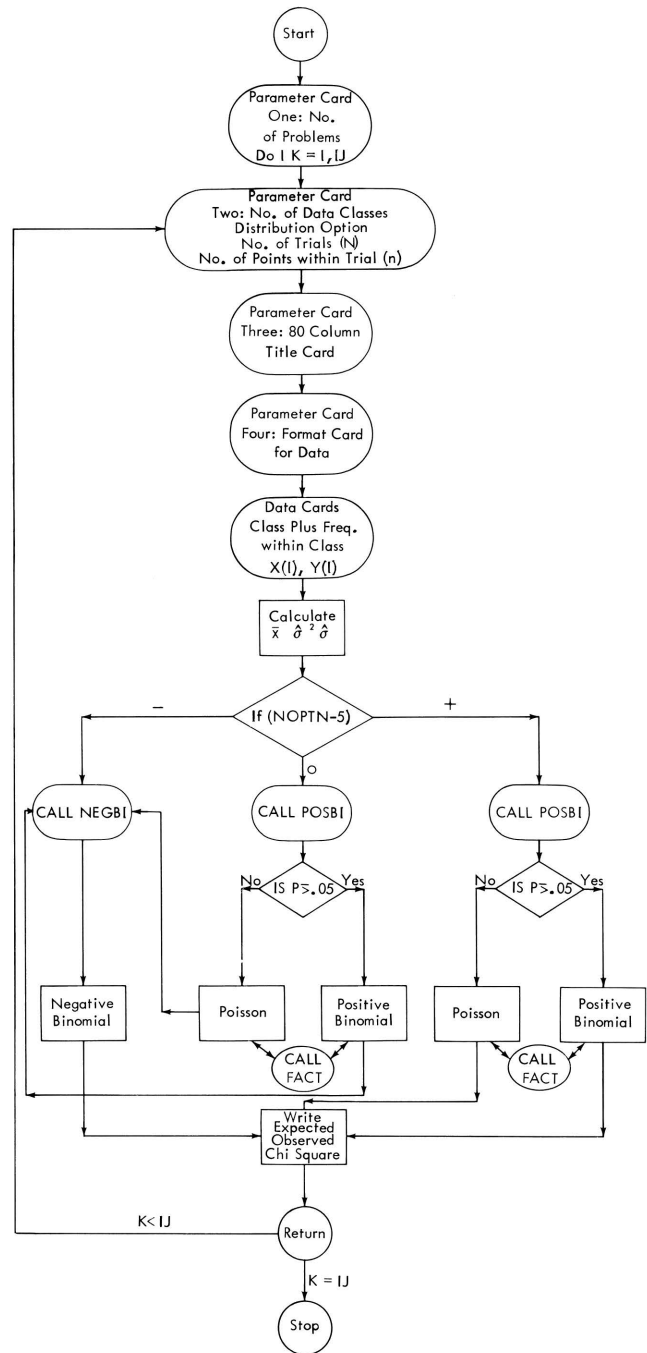 Start
Parameter Card
One: No.
of Problems
Do 1 K = 1, IJ
Parameter Card
Two: No. of Data Classes
Distribution Option
No. of Trials (N)
No. of Points within Trial (n)
Parameter Card
Three: 80 Column
Title Card
Parameter Card
Four: Format Card
for Data
Data Cards
Class Plus Freq.
within Class
X(I), Y(I)
Calculate
x̄ σ̂² σ̂
If (NOPTN-5)
−
+
O
CALL NEGBI
CALL POSBI
CALL POSBI
No
IS P≥.05
Yes
No
IS P≥.05
Yes
Negative
Binomial
Poisson
Positive
Binomial
Poisson
Positive
Binomial
CALL
FACT
CALL
FACT
Write
Expected
Observed
Chi Square
K< IJ
Return
K = IJ
Stop